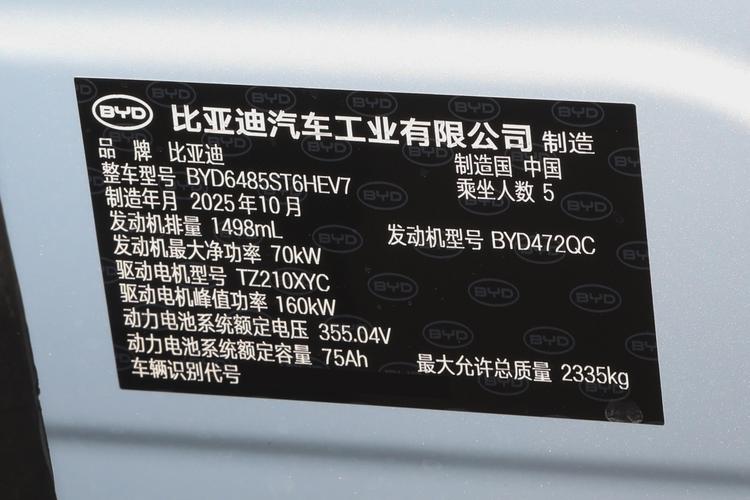 BYD 比亚迪汽车工业有限公司 制造
品 牌 比亚迪 制造国 中国
整车型号 BYD6485ST6HEV7 乘坐人数 5
制造年月 2025年10月
发动机排量 1498mL 发动机型号 BYD472QC
发动机最大净功率 70kW
驱动电机型号 TZ210XYC
驱动电机峰值功率 160kW
动力电池系统额定电压 355.04V
动力电池系统额定容量 75Ah 最大允许总质量 2335kg
车辆识别代号